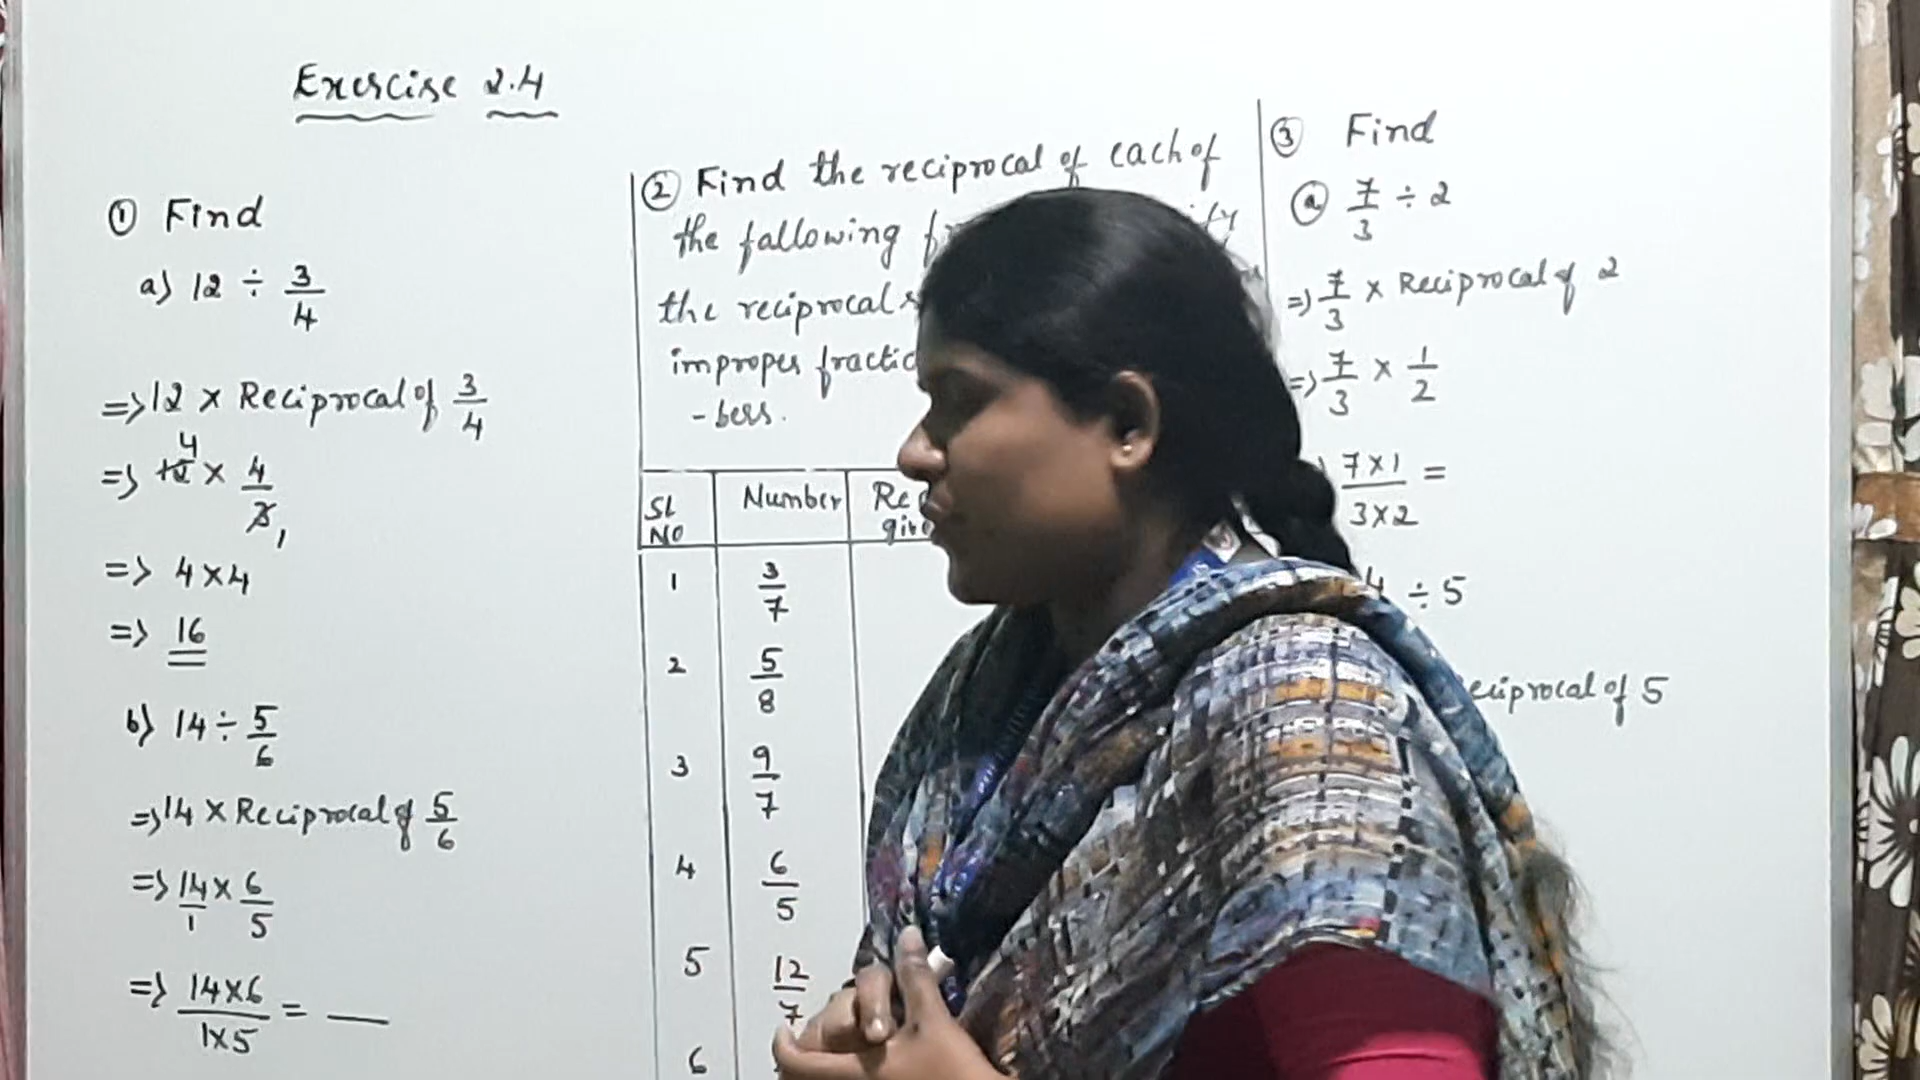 Exercise 2.4
① Find
a) 12 ÷ 3/4
=> 12 × Reciprocal of 3/4
=> 12 4 × 4/3 1
=> 4×4
=> 16
b) 14 ÷ 5/6
=> 14 × Reciprocal of 5/6
=> 14/1 × 6/5
=> 14×6/1×5 = __
② Find the reciprocal of each of
the fallowing
the reciprocal
improper
-bers.
SL NO Number
1 3/7
2 5/8
3 9/7
4 6/5
5 12/7
6
③ Find
ⓐ 7/3 ÷ 2
=> 7/3 × Reciprocal of 2
=> 7/3 × 1/2
7×1/3×2 =
4 ÷ 5
of 5